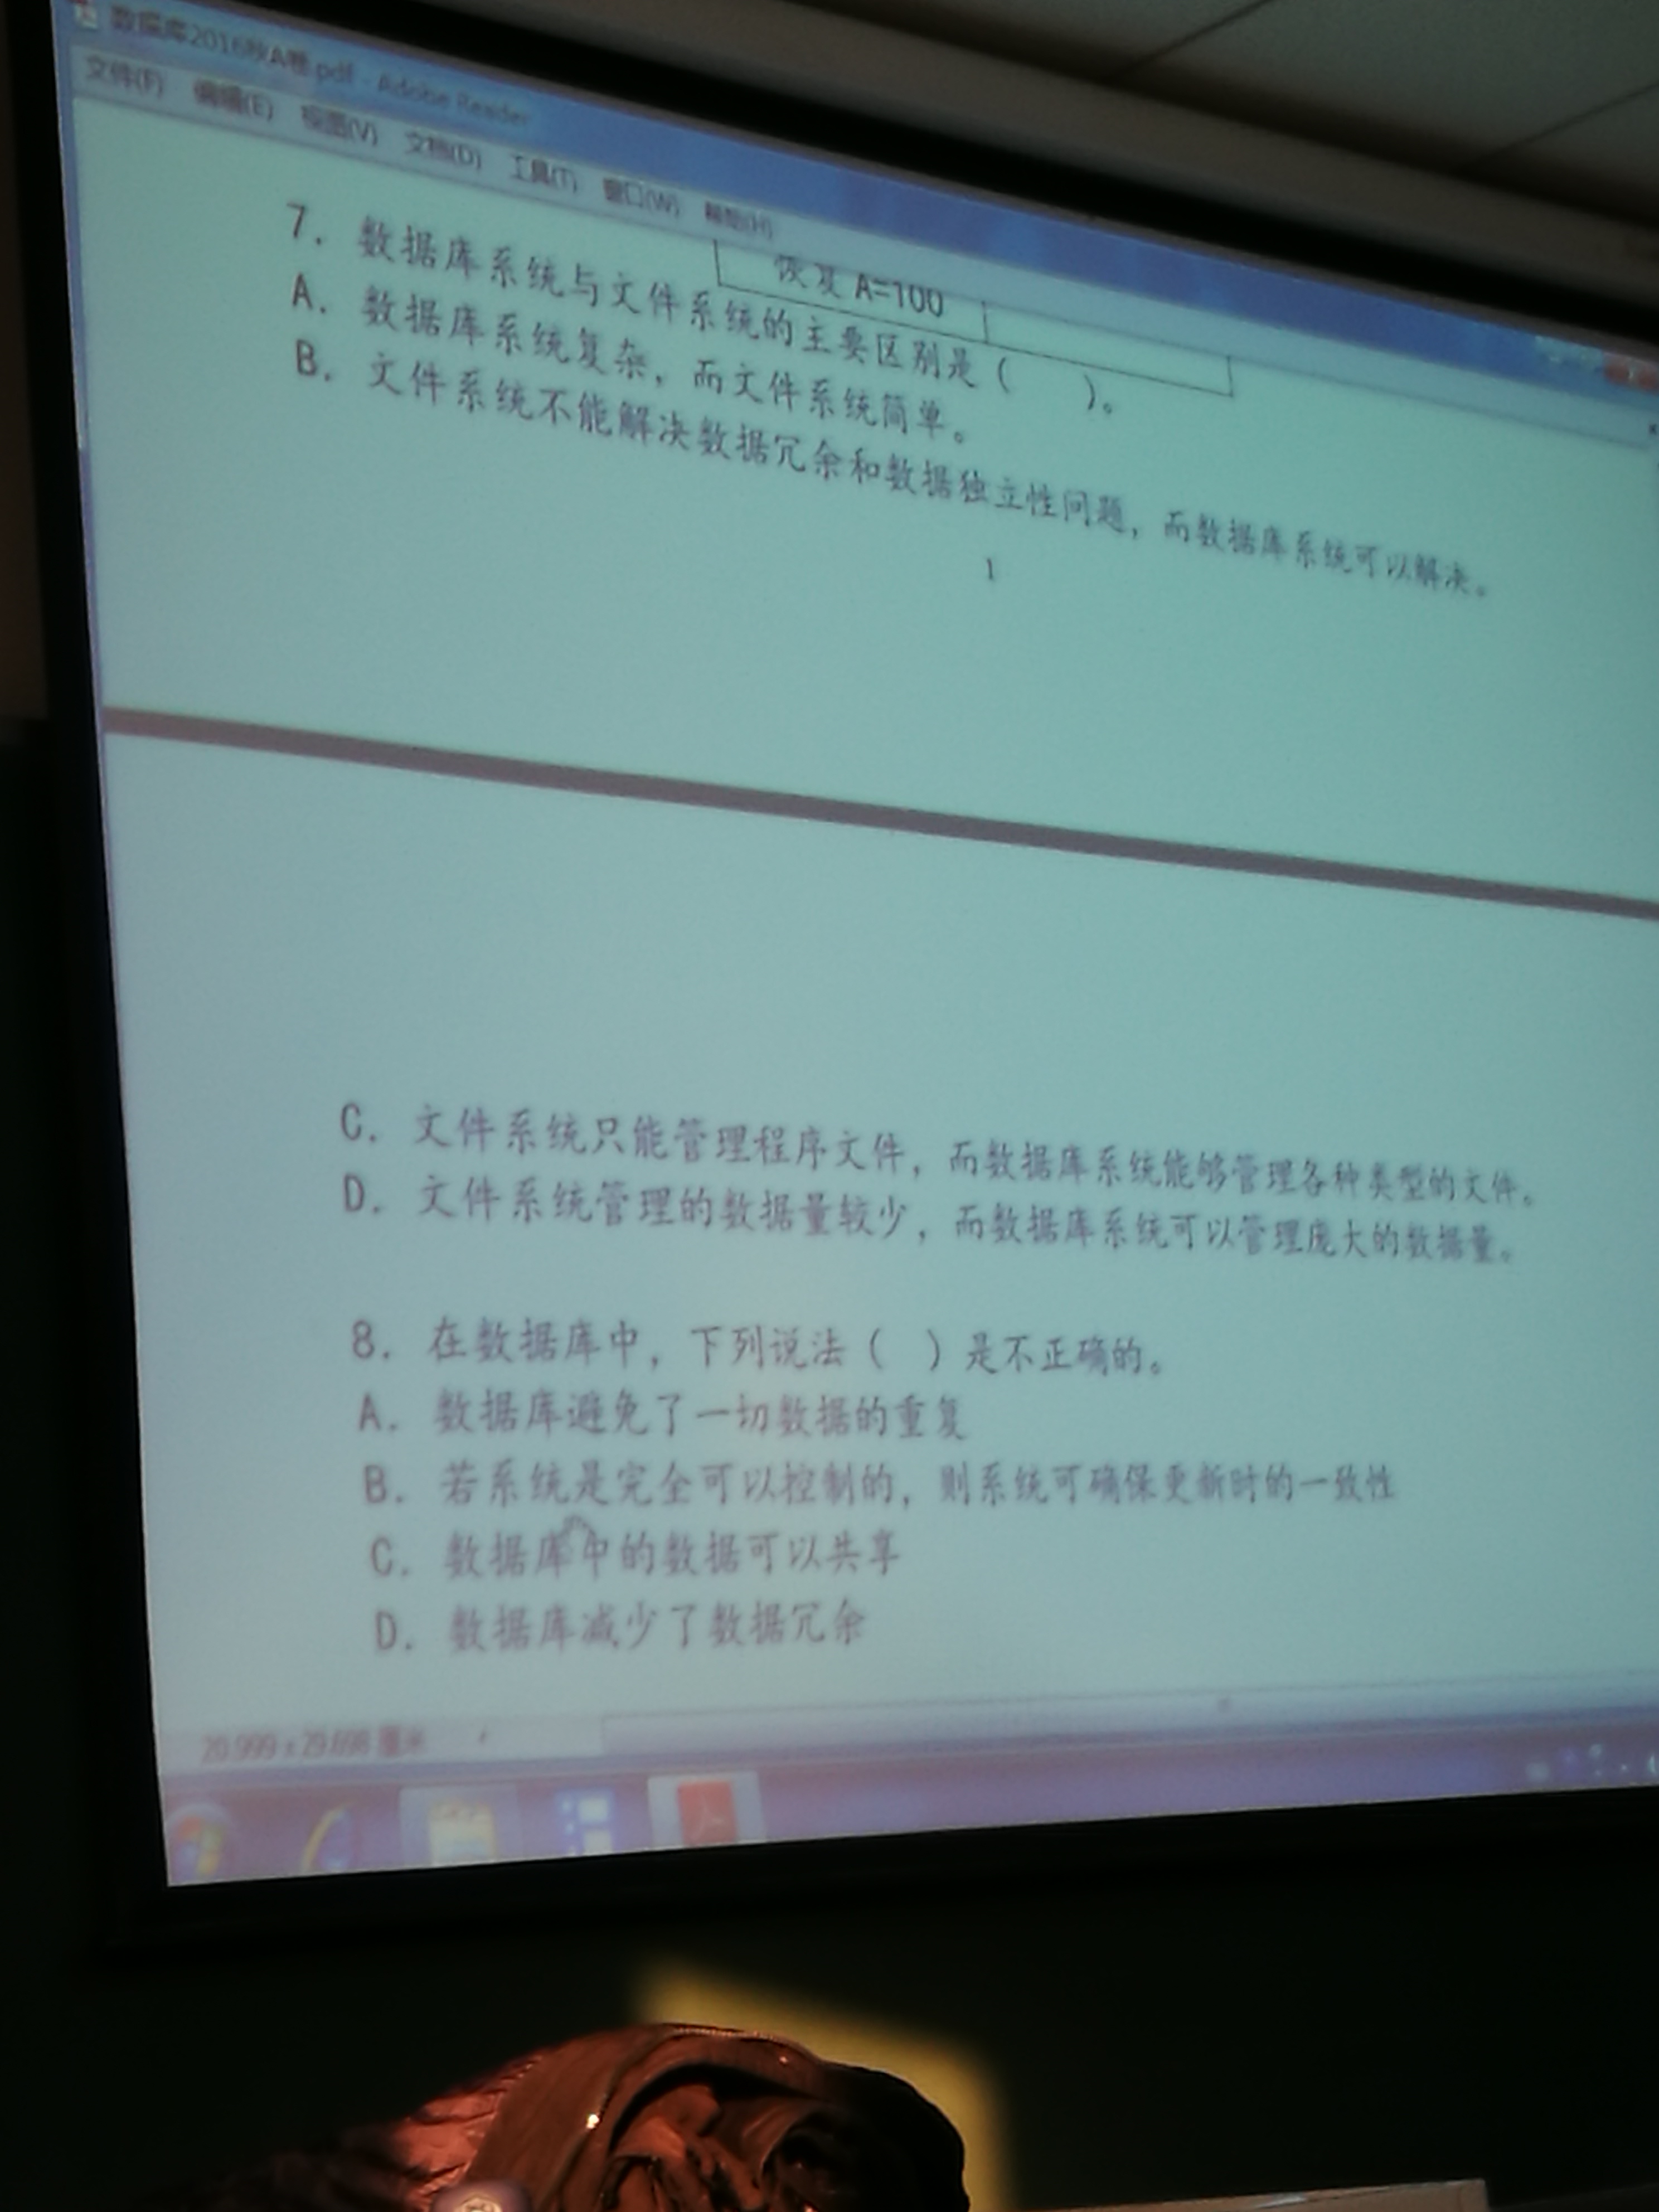 数据库2016秋A卷.pdf - Adobe Reader
文件(F) 编辑(E) 视图(V) 文档(D) 工具(T) 窗口(W) 帮助(H)
恢复 A=100
7. 数据库系统与文件系统的主要区别是（ ）。
A. 数据库系统复杂，而文件系统简单。
B. 文件系统不能解决数据冗余和数据独立性问题，而数据库系统可以解决。
1
C. 文件系统只能管理程序文件，而数据库系统能够管理各种类型的文件。
D. 文件系统管理的数据量较少，而数据库系统可以管理庞大的数据量。
8. 在数据库中，下列说法（ ）是不正确的。
A. 数据库避免了一切数据的重复
B. 若系统是完全可以控制的，则系统可确保更新时的一致性
C. 数据库中的数据可以共享
D. 数据库减少了数据冗余
20.999 x 29.698 厘米